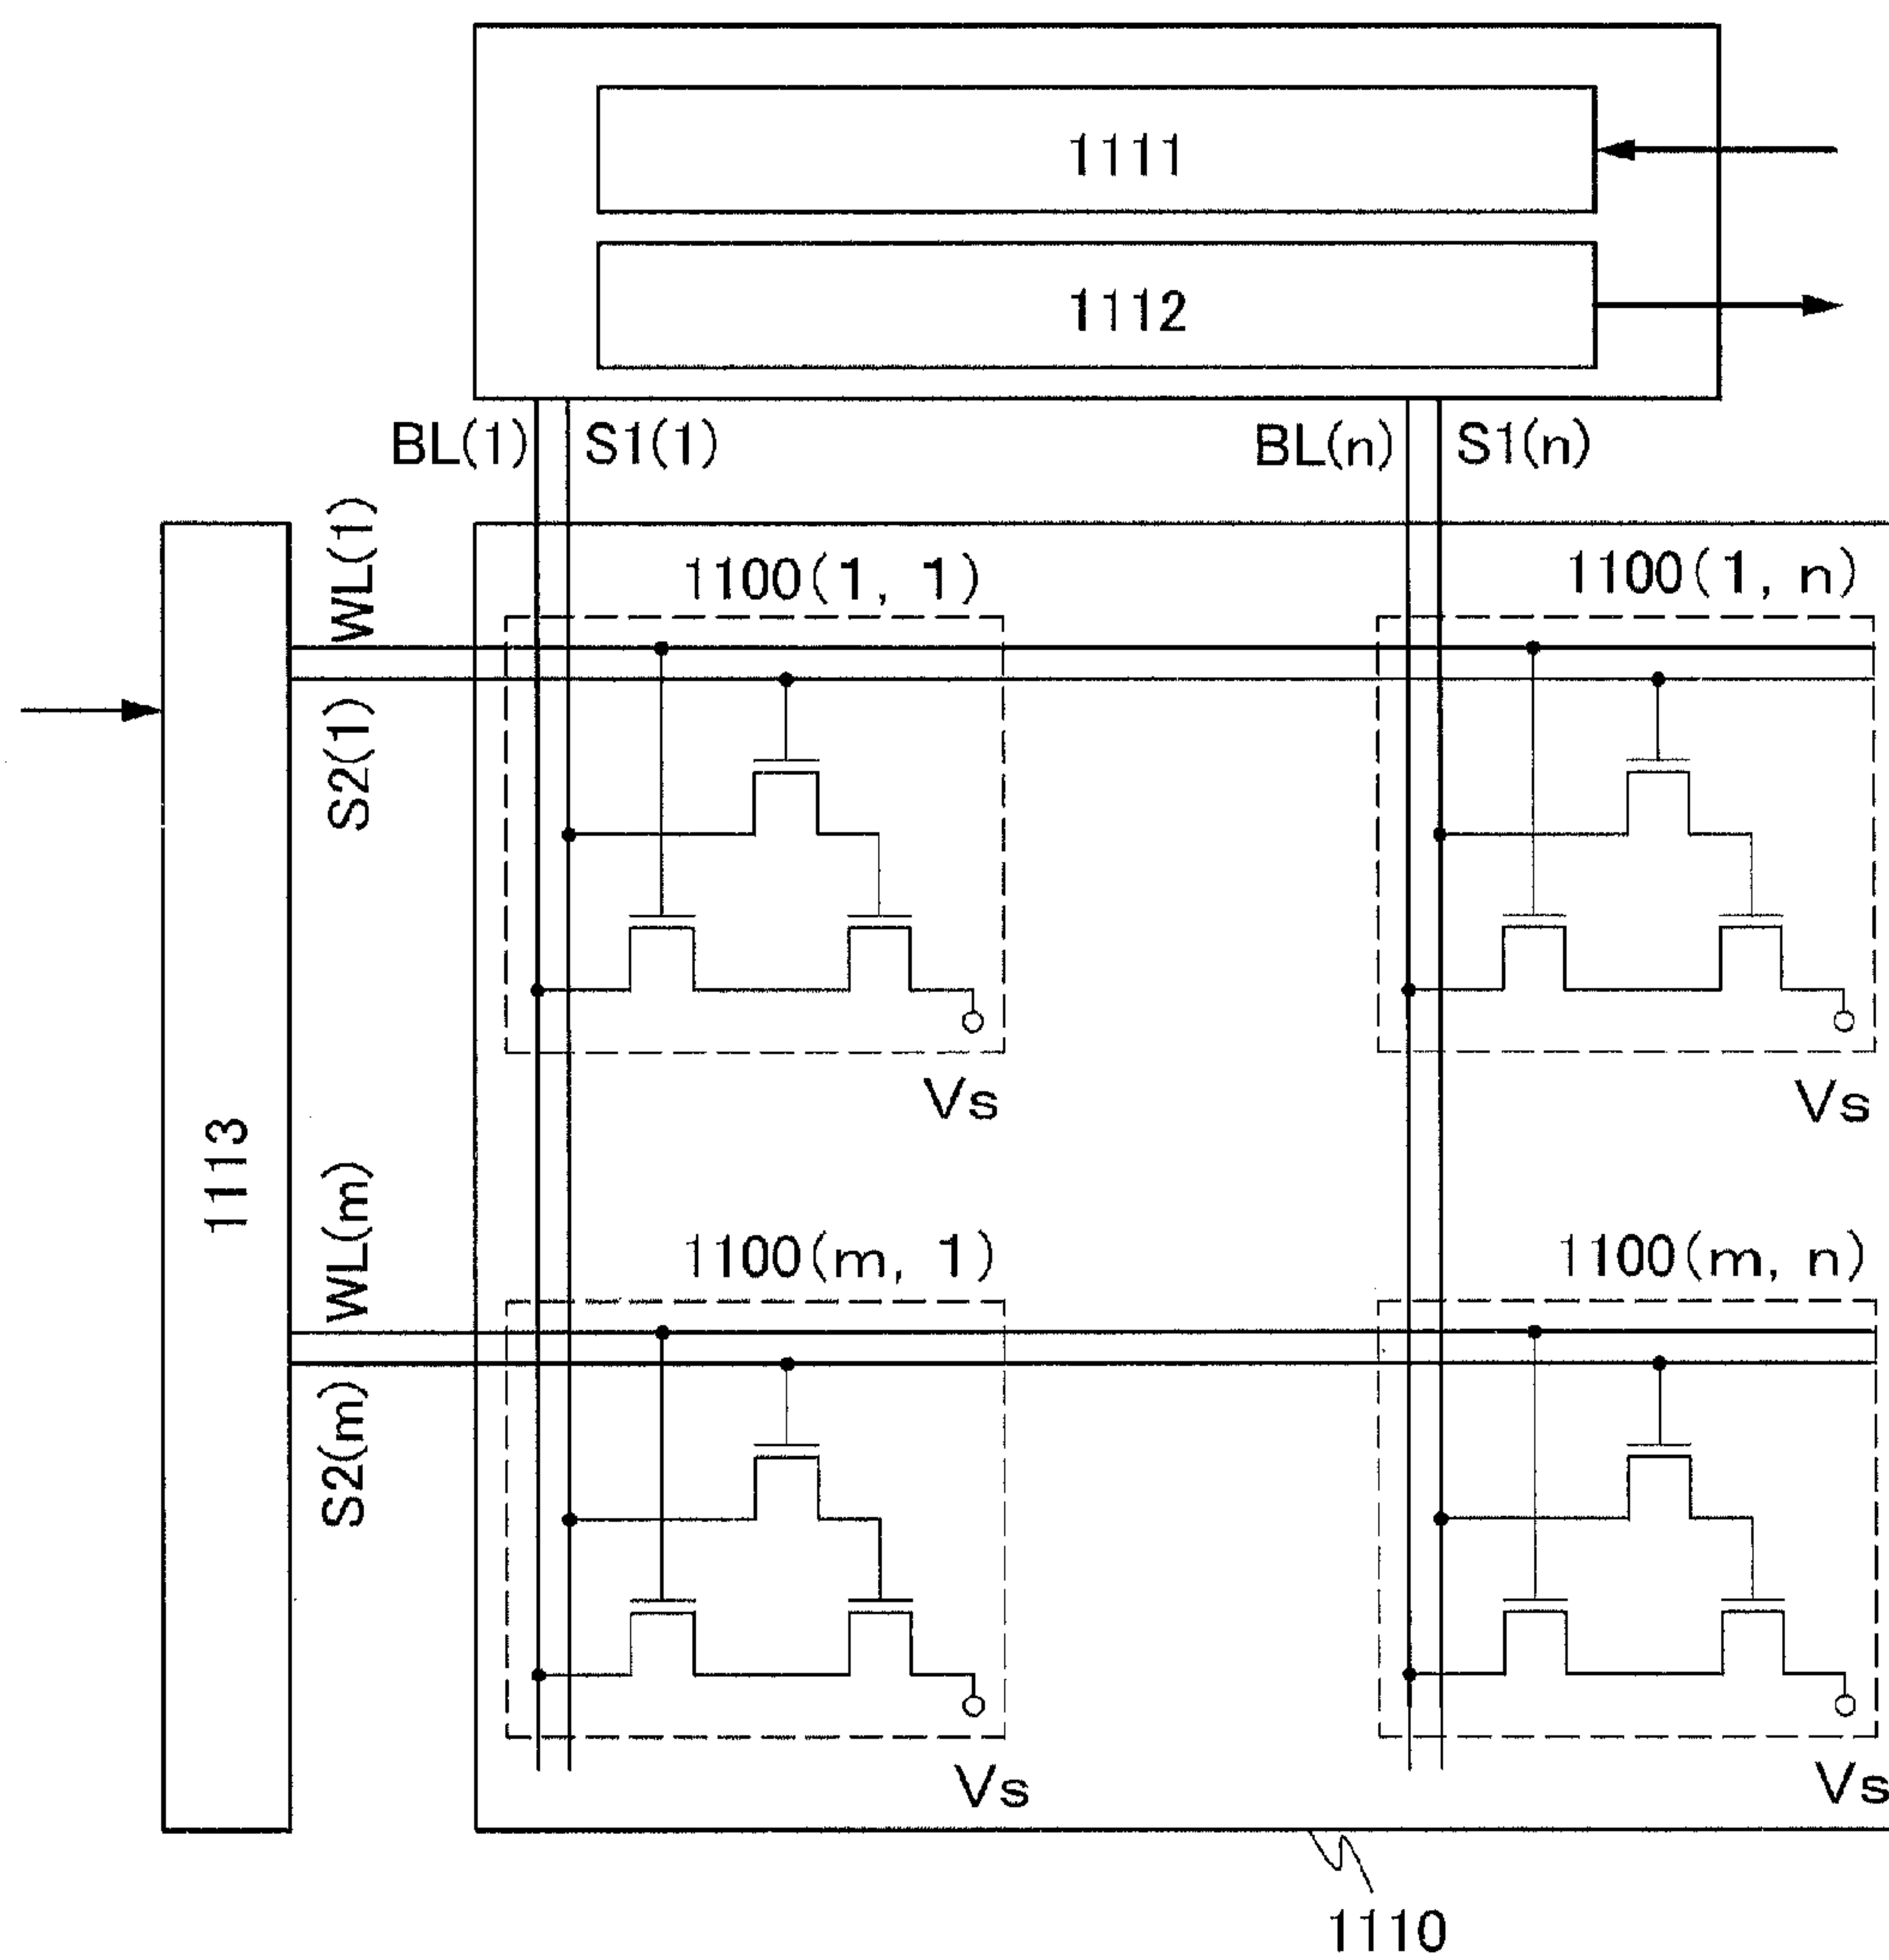 1111
1112
BL(1) S1(1) BL(n) S1(n)
WL(1)
1100(1, 1) 1100(1, n)
S2(1)
Vs Vs
1113
WL(m)
1100(m, 1) 1100(m, n)
S2(m)
Vs Vs
1110